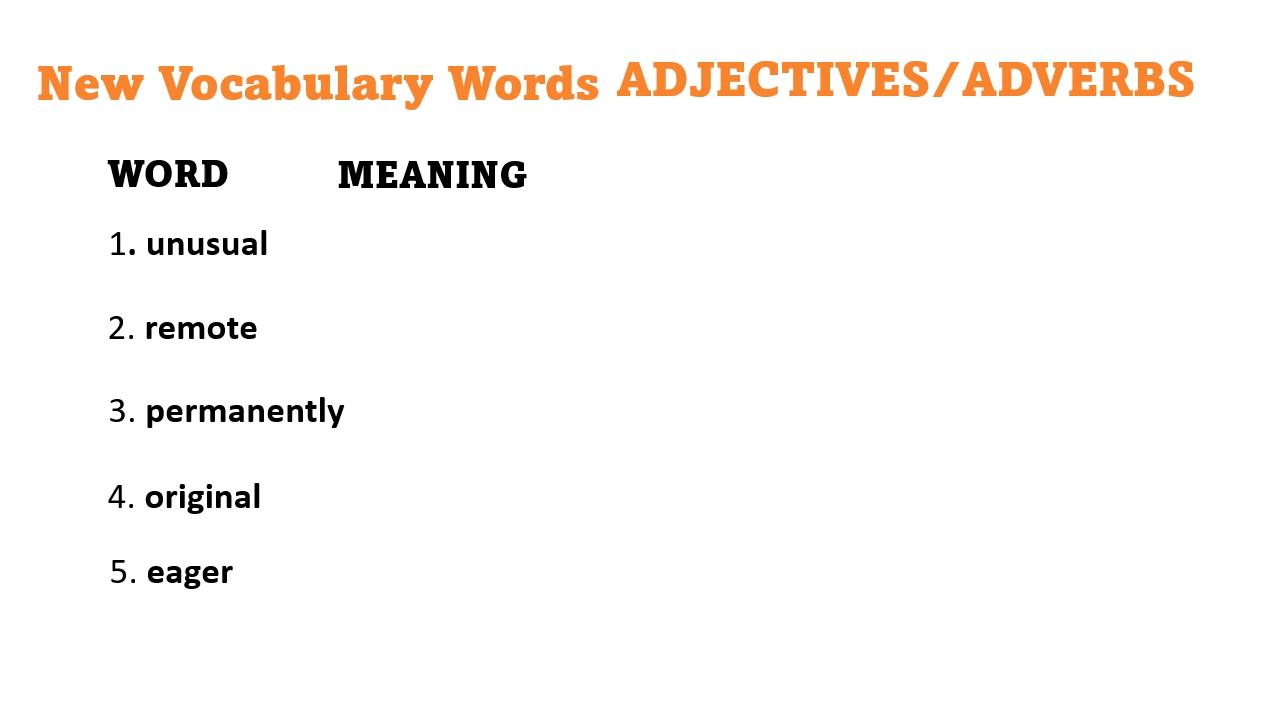 New Vocabulary Words ADJECTIVES/ADVERBS
WORD MEANING
1. unusual
2. remote
3. permanently
4. original
5. eager